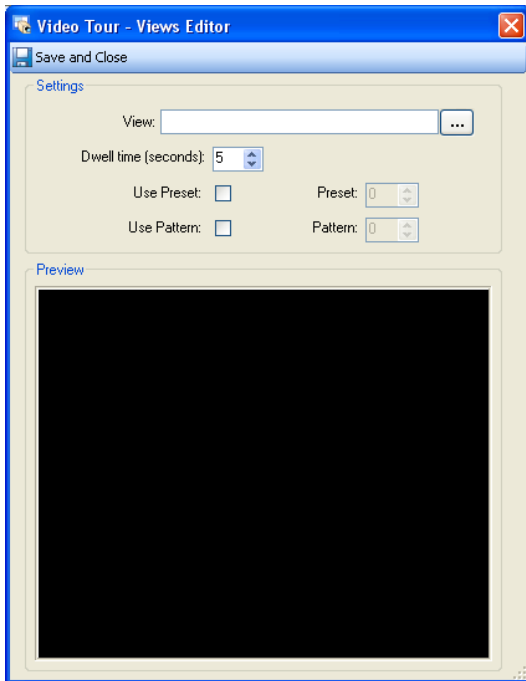 Video Tour - Views Editor
Save and Close
Settings
View: ...
Dwell time (seconds): 5
Use Preset: Preset: 0
Use Pattern: Pattern: 0
Preview